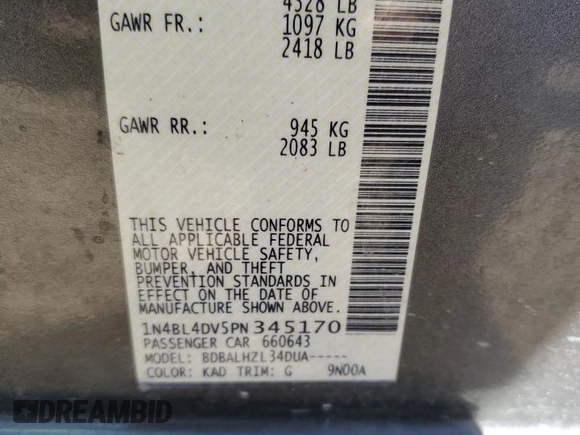 4328 LB
GAWR FR.: 1097 KG
2418 LB
GAWR RR.: 945 KG
2083 LB
THIS VEHICLE CONFORMS TO
ALL APPLICABLE FEDERAL
MOTOR VEHICLE SAFETY,
BUMPER, AND THEFT
PREVENTION STANDARDS IN
EFFECT ON THE DATE OF
MANUFACTURE SHOWN ABOVE.
1N4BL4DV5PN345170
PASSENGER CAR 660643
MODEL: BDBALHZL34DUA-----
COLOR: KAD TRIM: G 9N00A
DREAMBID